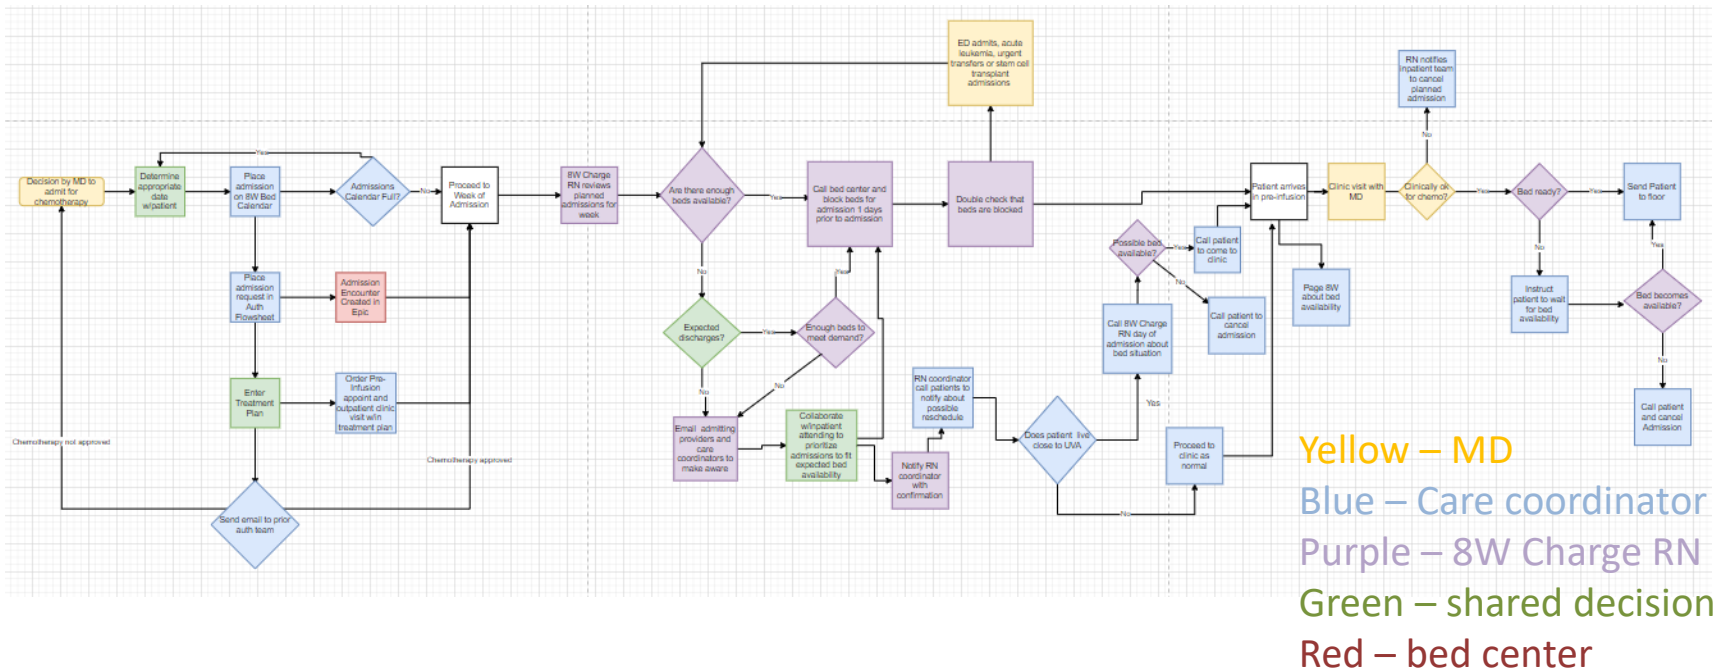 Decision by MD to
admit for
chemotherapy
Determine
appropriate
date
w/patient
Yes
Place
admission
on 8W Bed
Calendar
Admissions
Calendar Full?
No
Proceed to
Week of
Admission
Place
admission
request in
Auth
Flowsheet
Admission
Encounter
Created in
Epic
Enter
Treatment
Plan
Order Pre-
Infusion
appoint and
outpatient clinic
visit w/in
treatment plan
Send email to prior
auth team
Chemotherapy not approved
Chemotherapy approved
8W Charge
RN reviews
planned
admissions for
week
Are there enough
beds available?
Yes
No
Call bed center and
block beds for
admission 1 days
prior to admission
Double check that
beds are blocked
ED admits, acute
leukemia, urgent
transfers or stem cell
transplant
admissions
Expected
discharges?
Yes
No
Enough beds to
meet demand?
Yes
No
Email admitting
providers and
care
coordinators to
make aware
Collaborate
w/inpatient
attending to
prioritize
admissions to fit
expected bed
availability
Notify RN
coordinator
with
confirmation
RN coordinator
call patients to
notify about
possible
reschedule
Does patient live
close to UVA
Yes
No
Call 8W Charge
RN day of
admission about
bed situation
Possible bed
available?
Yes
No
Call patient
to come to
clinic
Call patient to
cancel
admission
Proceed to
clinic as
normal
Patient arrives
in pre-infusion
Page 8W
about bed
availability
Clinic visit with
MD
Clinically ok
for chemo?
No
Yes
RN notifies
inpatient team
to cancel
planned
admission
Bed ready?
Yes
No
Send Patient
to floor
Instruct
patient to wait
for bed
availability
Bed becomes
available?
Yes
No
Call patient
and cancel
Admission
Yellow – MD
Blue – Care coordinator
Purple – 8W Charge RN
Green – shared decision
Red – bed center